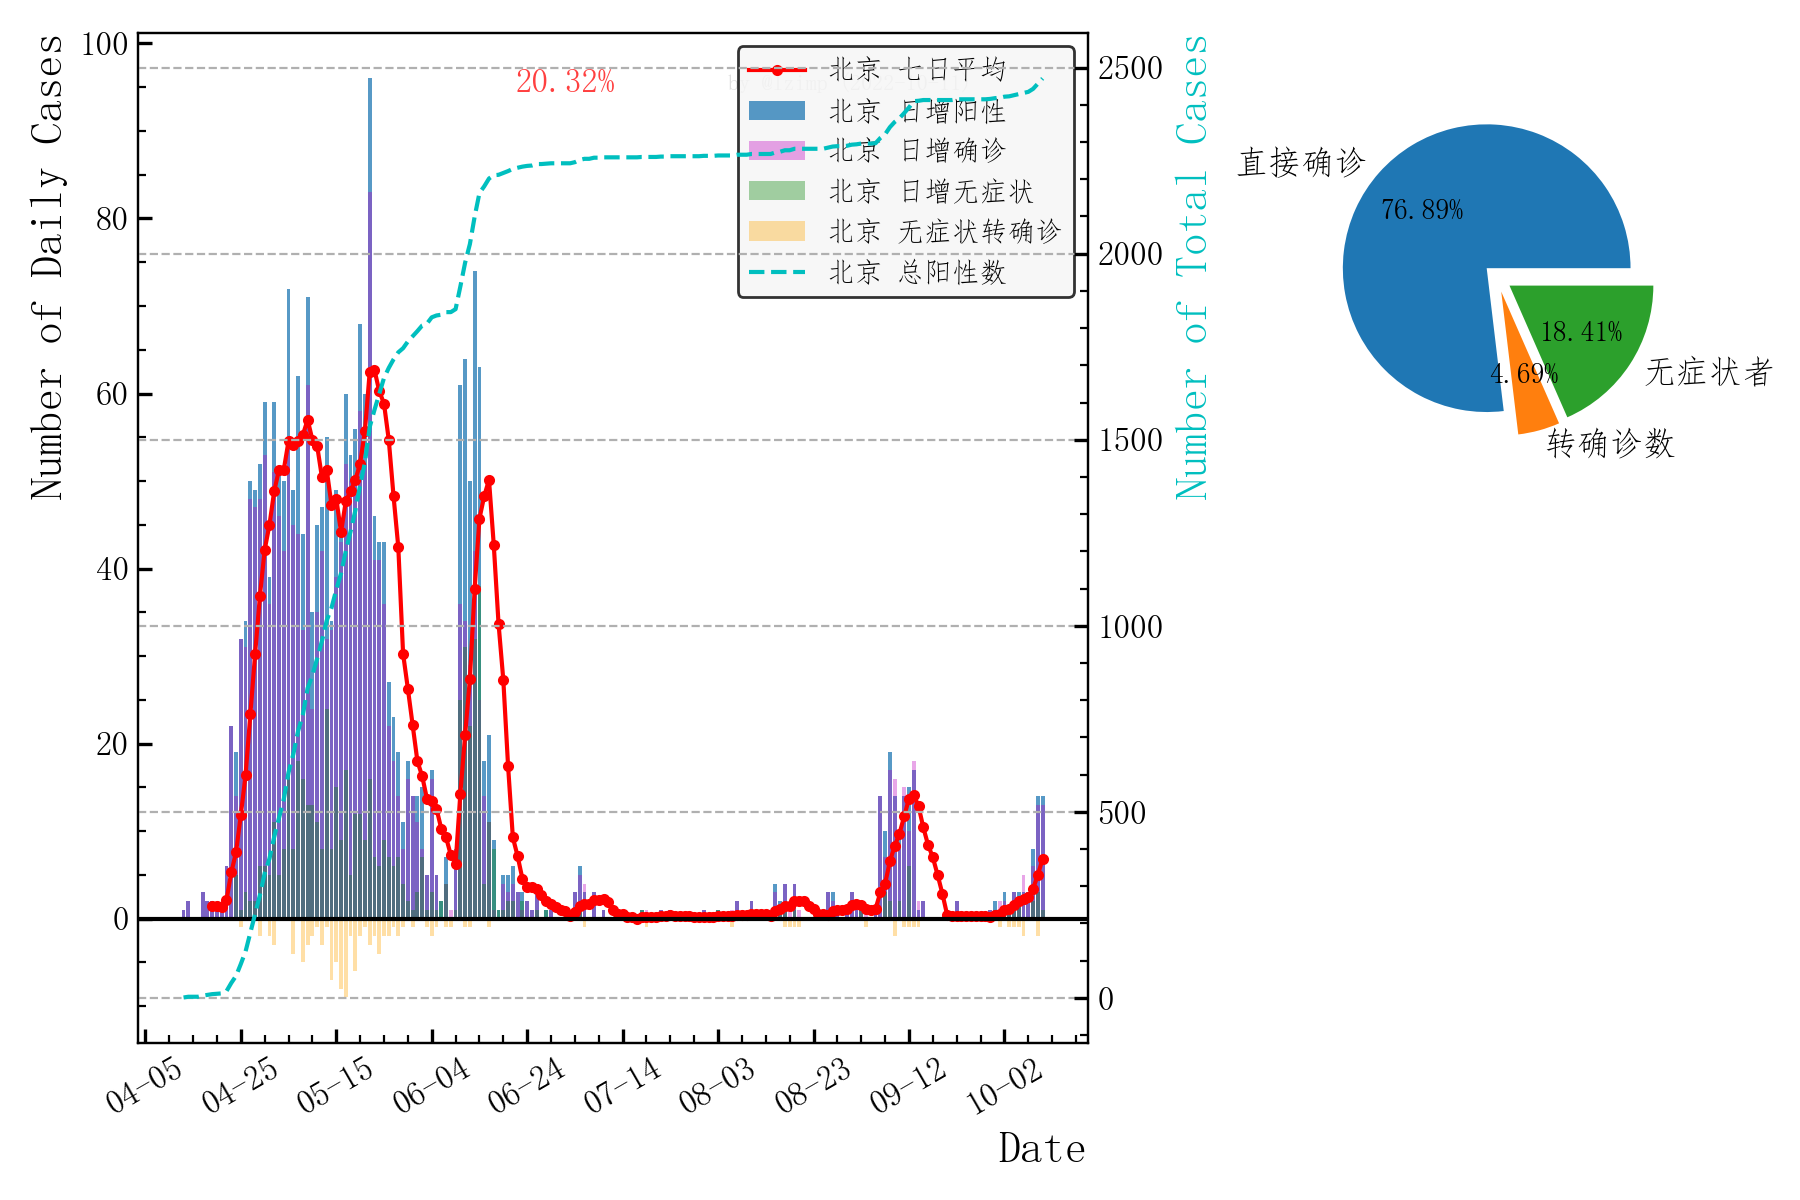 Number of Daily Cases
100
80
60
40
20
0
20.32%
北京 七日平均
北京 日增阳性
北京 日增确诊
北京 日增无症状
北京 无症状转确诊
北京 总阳性数
2500
2000
1500
1000
500
0
Number of Total Cases
04-05
04-25
05-15
06-04
06-24
07-14
08-03
08-23
09-12
10-02
Date
直接确诊
76.89%
18.41%
4.69%
无症状者
转确诊数